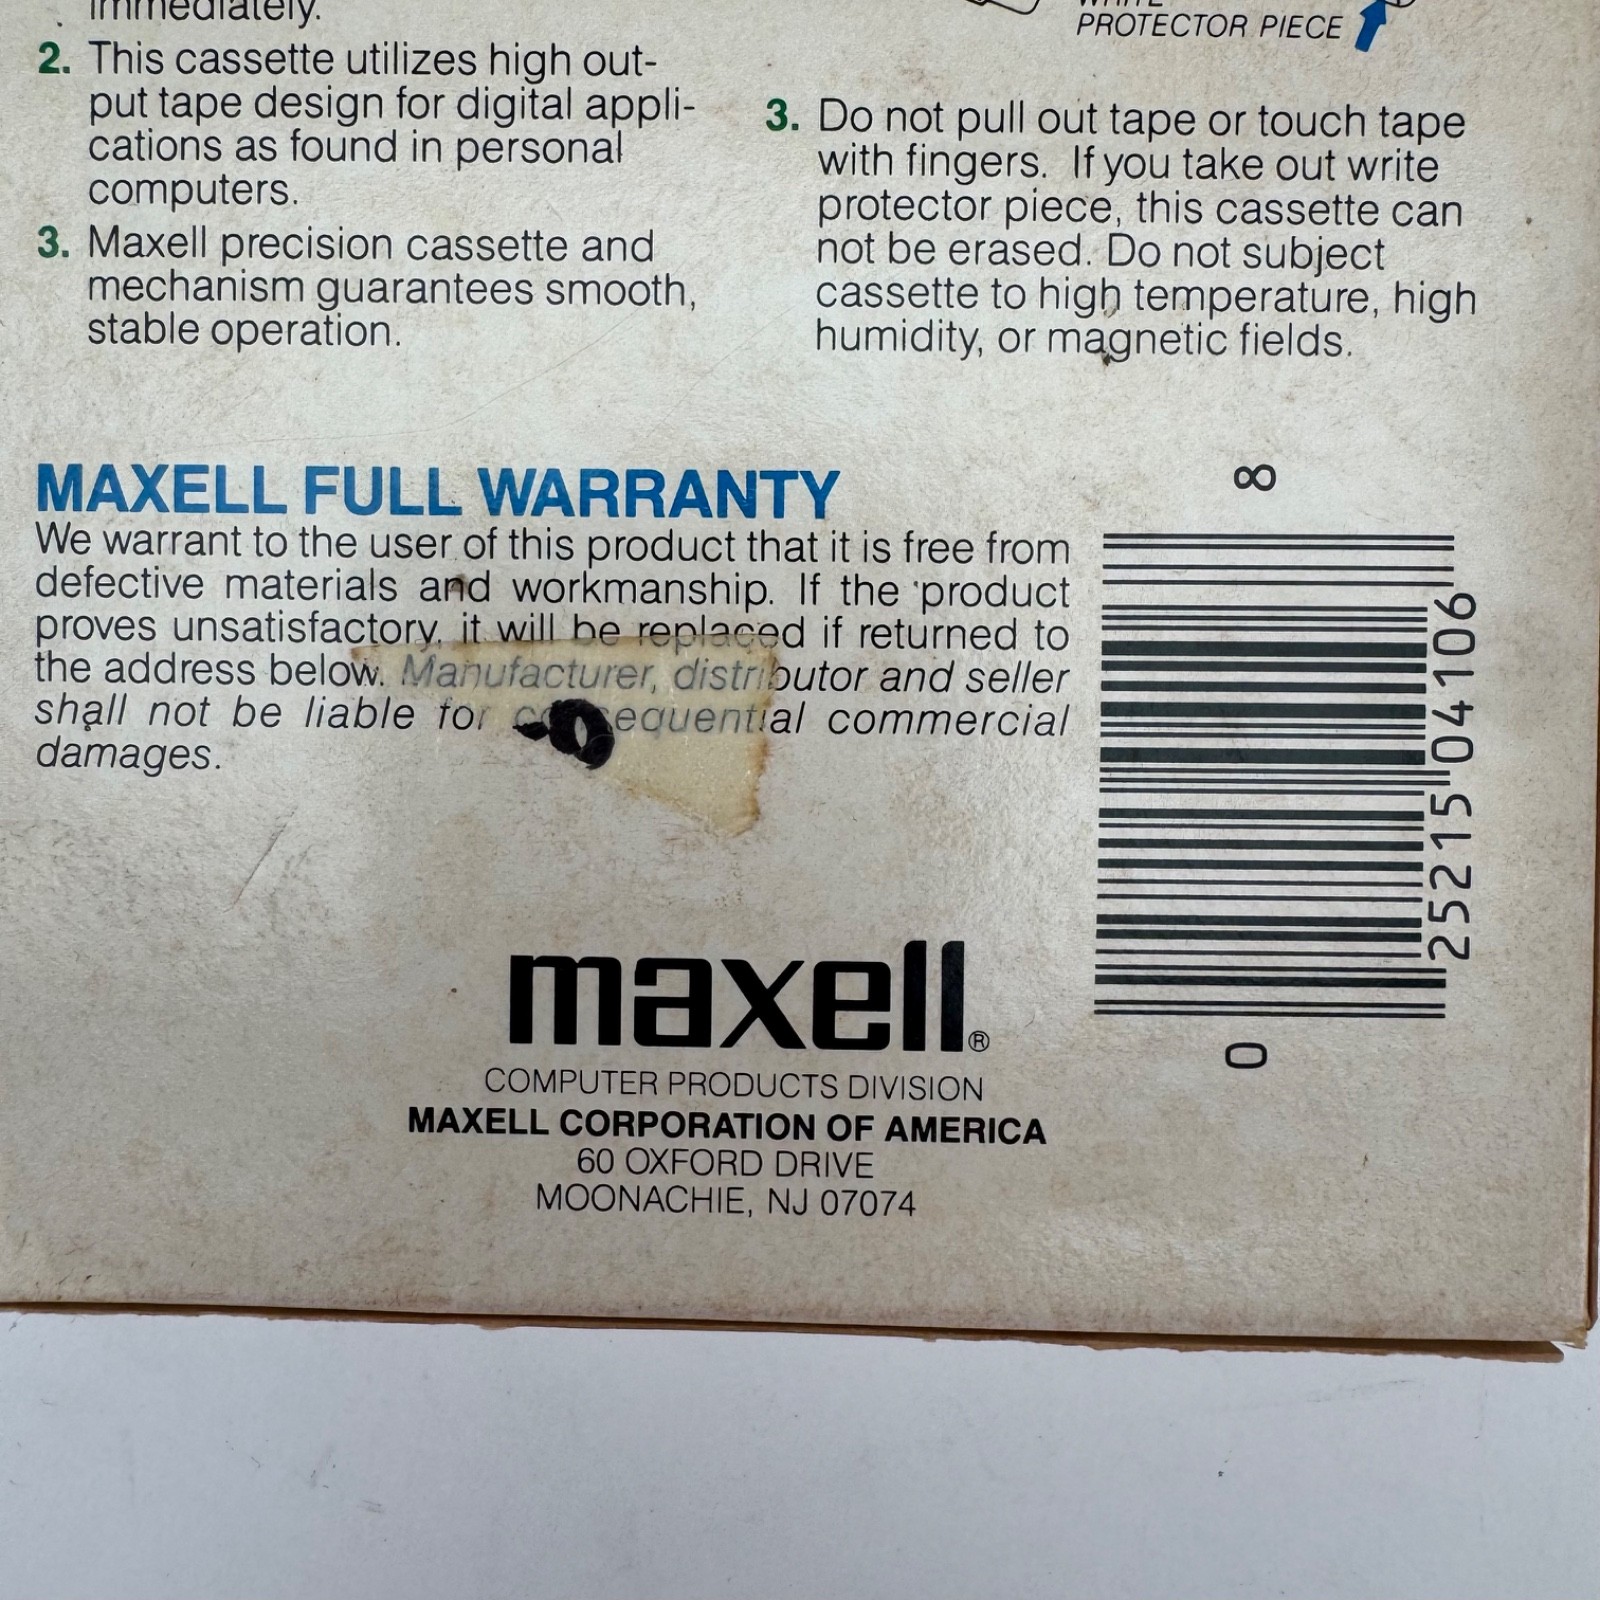 immediately.
2. This cassette utilizes high out-
put tape design for digital appli-
cations as found in personal
computers.
3. Maxell precision cassette and
mechanism guarantees smooth,
stable operation.
WRITE
PROTECTOR PIECE
3. Do not pull out tape or touch tape
with fingers. If you take out write
protector piece, this cassette can
not be erased. Do not subject
cassette to high temperature, high
humidity, or magnetic fields.
MAXELL FULL WARRANTY
We warrant to the user of this product that it is free from
defective materials and workmanship. If the product
proves unsatisfactory, it will be replaced if returned to
the address below. Manufacturer, distributor and seller
shall not be liable for consequential commercial
damages.
8
0 25215 04106
maxell®
COMPUTER PRODUCTS DIVISION
MAXELL CORPORATION OF AMERICA
60 OXFORD DRIVE
MOONACHIE, NJ 07074